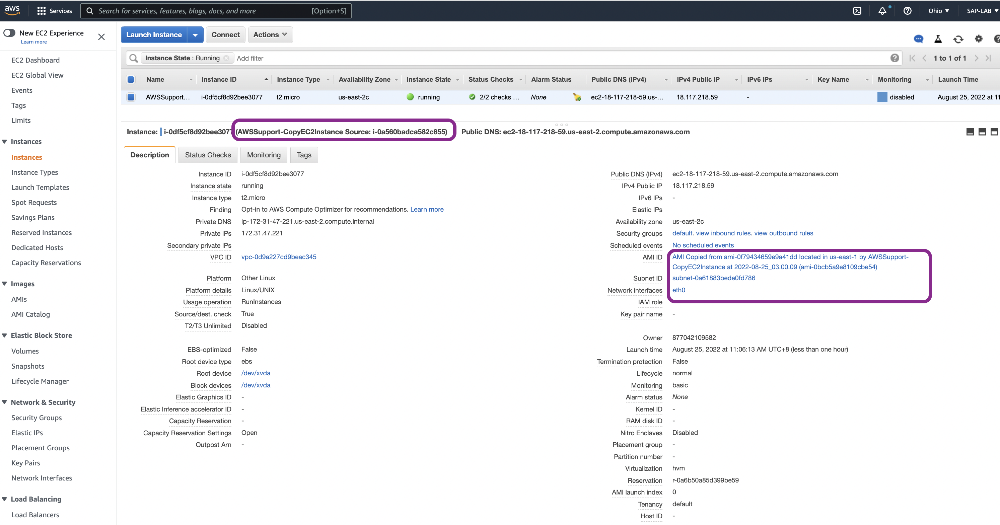 aws
Services
Search for services, features, blogs, docs, and more
[Option+S]
Ohio
SAP-LAB
New EC2 Experience
Learn more
EC2 Dashboard
EC2 Global View
Events
Tags
Limits
Instances
Instances
Instance Types
Launch Templates
Spot Requests
Savings Plans
Reserved Instances
Dedicated Hosts
Capacity Reservations
Images
AMIs
AMI Catalog
Elastic Block Store
Volumes
Snapshots
Lifecycle Manager
Network & Security
Security Groups
Elastic IPs
Placement Groups
Key Pairs
Network Interfaces
Load Balancing
Load Balancers
Launch Instance
Connect
Actions
Instance State : Running
Add filter
1 to 1 of 1
Name Instance ID Instance Type Availability Zone Instance State Status Checks Alarm Status Public DNS (IPv4) IPv4 Public IP IPv6 IPs Key Name Monitoring Launch Time
AWSSupport... i-0df5cf8d92bee3077 t2.micro us-east-2c running 2/2 checks ... None ec2-18-117-218-59.us-... 18.117.218.59 - disabled August 25, 2022 at 11
Instance: i-0df5cf8d92bee3077 (AWSSupport-CopyEC2Instance Source: i-0a560badca582c855) Public DNS: ec2-18-117-218-59.us-east-2.compute.amazonaws.com
Description
Status Checks
Monitoring
Tags
Instance ID i-0df5cf8d92bee3077
Instance state running
Instance type t2.micro
Finding Opt-in to AWS Compute Optimizer for recommendations. Learn more
Private DNS ip-172-31-47-221.us-east-2.compute.internal
Private IPs 172.31.47.221
Secondary private IPs
VPC ID vpc-0d9a227cd9beac345
Platform Other Linux
Platform details Linux/UNIX
Usage operation RunInstances
Source/dest. check True
T2/T3 Unlimited Disabled
EBS-optimized False
Root device type ebs
Root device /dev/xvda
Block devices /dev/xvda
Elastic Graphics ID -
Elastic Inference accelerator ID -
Capacity Reservation -
Capacity Reservation Settings Open
Outpost Arn -
Public DNS (IPv4) ec2-18-117-218-59.us-east-2.compute.amazonaws.com
IPv4 Public IP 18.117.218.59
IPv6 IPs -
Elastic IPs
Availability zone us-east-2c
Security groups default. view inbound rules. view outbound rules
Scheduled events No scheduled events
AMI ID AMI Copied from ami-0f79434659e9a41dd located in us-east-1 by AWSSupport-
CopyEC2Instance at 2022-08-25_03.00.09 (ami-0bcb5a9e8109cbe54)
Subnet ID subnet-0a61883bede0fd786
Network interfaces eth0
IAM role
Key pair name -
Owner 877042109582
Launch time August 25, 2022 at 11:06:13 AM UTC+8 (less than one hour)
Termination protection False
Lifecycle normal
Monitoring basic
Alarm status None
Kernel ID -
RAM disk ID -
Nitro Enclaves Disabled
Placement group -
Partition number -
Virtualization hvm
Reservation r-0a6b50a85d399be59
AMI launch index 0
Tenancy default
Host ID -